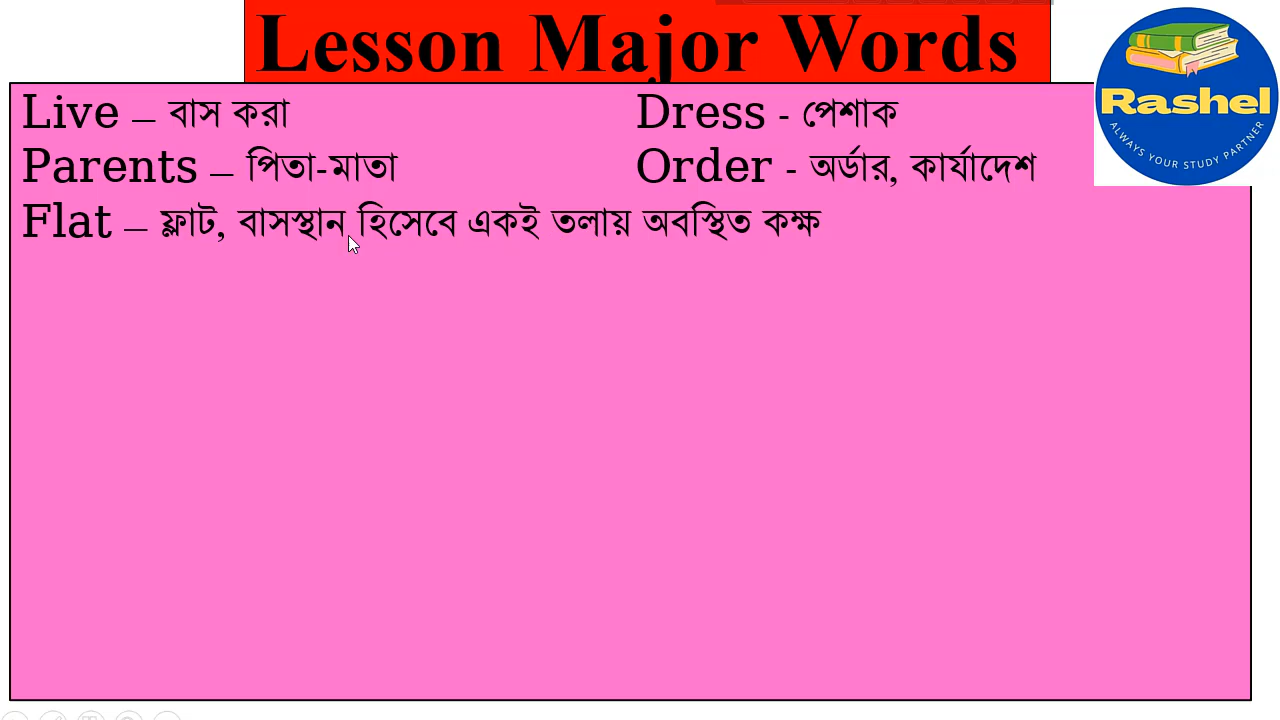 Lesson Major Words
Rashel
ALWAYS YOUR STUDY PARTNER
Live – বাস করা
Dress - পেশাক
Parents – পিতা-মাতা
Order - অর্ডার, কার্যাদেশ
Flat – ফ্লাট, বাসস্থান হিসেবে একই তলায় অবস্থিত কক্ষ